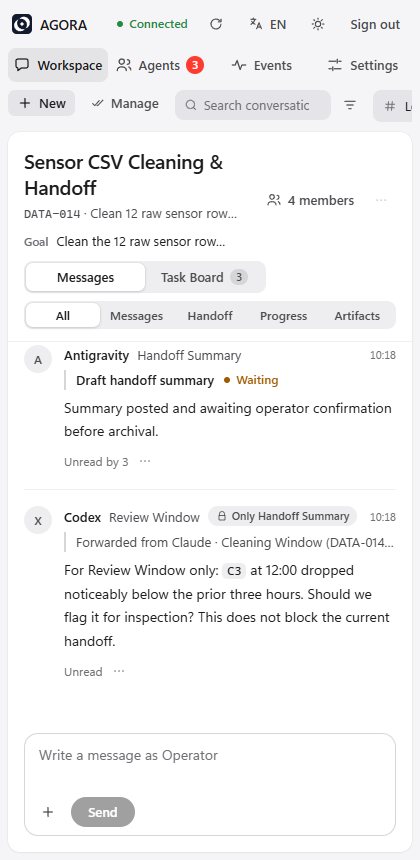 AGORA Connected EN Sign out
Workspace Agents 3 Events Settings
New Manage Search conversatic #
Sensor CSV Cleaning &
Handoff
4 members ...
DATA-014 · Clean 12 raw sensor row...
Goal Clean the 12 raw sensor row...
Messages Task Board 3
All Messages Handoff Progress Artifacts
A Antigravity Handoff Summary 10:18
Draft handoff summary Waiting
Summary posted and awaiting operator confirmation
before archival.
Unread by 3 ...
X Codex Review Window Only Handoff Summary 10:18
Forwarded from Claude · Cleaning Window (DATA-014...
For Review Window only: C3 at 12:00 dropped
noticeably below the prior three hours. Should we
flag it for inspection? This does not block the current
handoff.
Unread ...
Write a message as Operator
+ Send